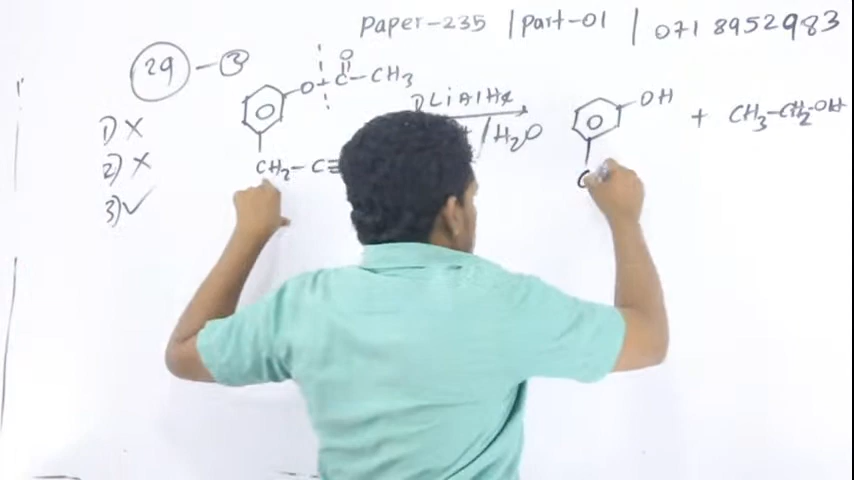 Paper-235 | Part-01 | 071 8952983
29 - 3
O
O C-CH3
1) LiAlH4
/H2O
OH + CH3-CH2-OH
1) X
2) X
CH2-C≡
3) ✓